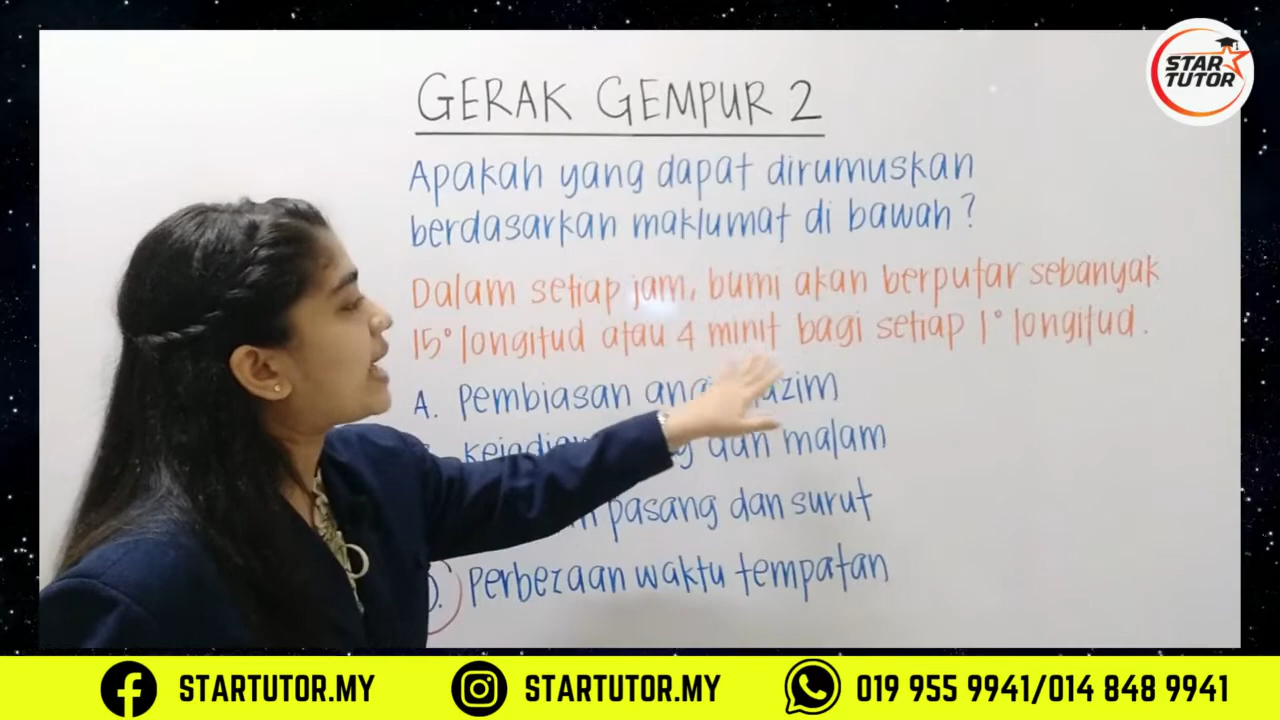 STAR
TUTOR
GERAK GEMPUR 2
Apakah yang dapat dirumuskan
berdasarkan maklumat di bawah?
Dalam setiap jam, bumi akan berputar sebanyak
15° longitud atau 4 minit bagi setiap 1° longitud.
A. Pembiasan
dan malam
pasang dan surut
D. perbezaan waktu tempatan
STARTUTOR.MY
STARTUTOR.MY
019 955 9941/014 848 9941